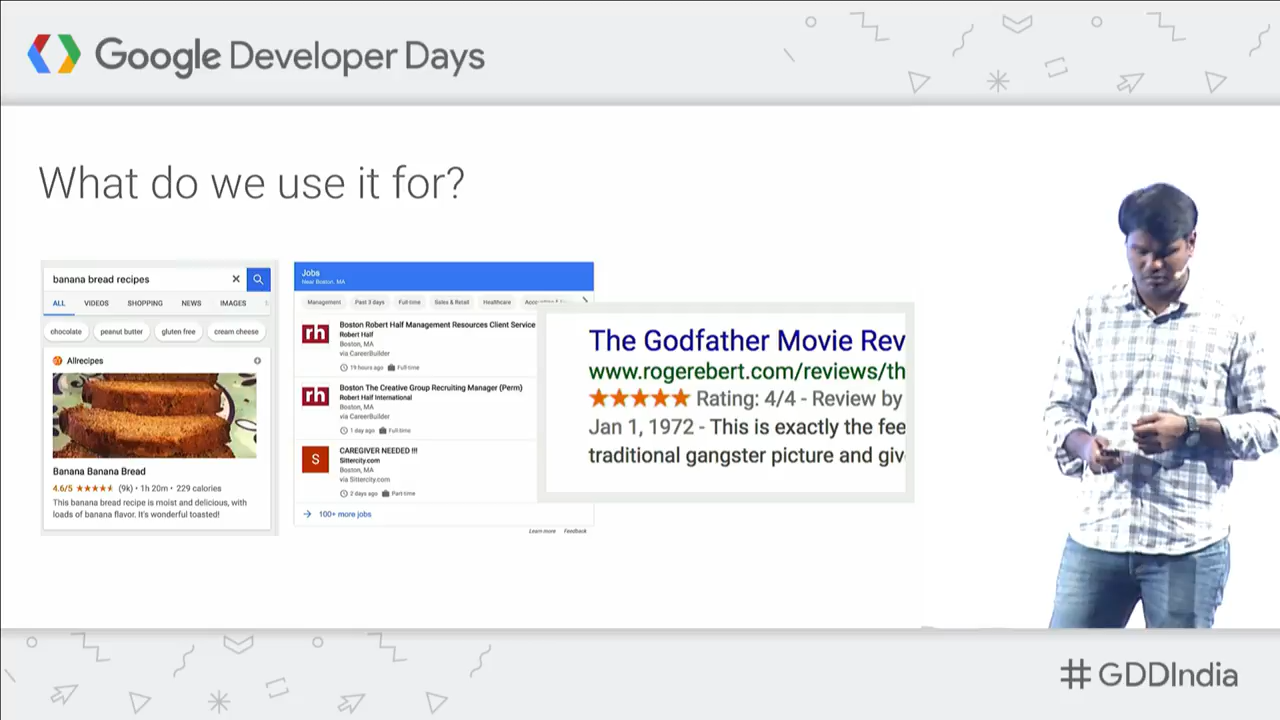 Google Developer Days
What do we use it for?
banana bread recipes
ALL VIDEOS SHOPPING NEWS IMAGES
chocolate peanut butter gluten free cream cheese
Allrecipes
Banana Banana Bread
4.6/5 ★★★★★ (9k) • 1h 20m • 229 calories
This banana bread recipe is moist and delicious, with
loads of banana flavor. It's wonderful toasted!
Jobs
Near Boston, MA
Management Past 3 days Full-time Sales & Retail Healthcare
rh
Boston Robert Half Management Resources Client Service
Robert Half
Boston, MA
via CareerBuilder
19 hours ago Full-time
rh
Boston The Creative Group Recruiting Manager (Perm)
Robert Half International
Boston, MA
via CareerBuilder
1 day ago Full-time
S
CAREGIVER NEEDED !!!
Sittercity.com
Boston, MA
via Sittercity.com
2 days ago Part-time
100+ more jobs
Learn more Feedback
The Godfather Movie Rev
www.rogerebert.com/reviews/th
★★★★★ Rating: 4/4 - Review by
Jan 1, 1972 - This is exactly the fee
traditional gangster picture and giv
#GDDIndia